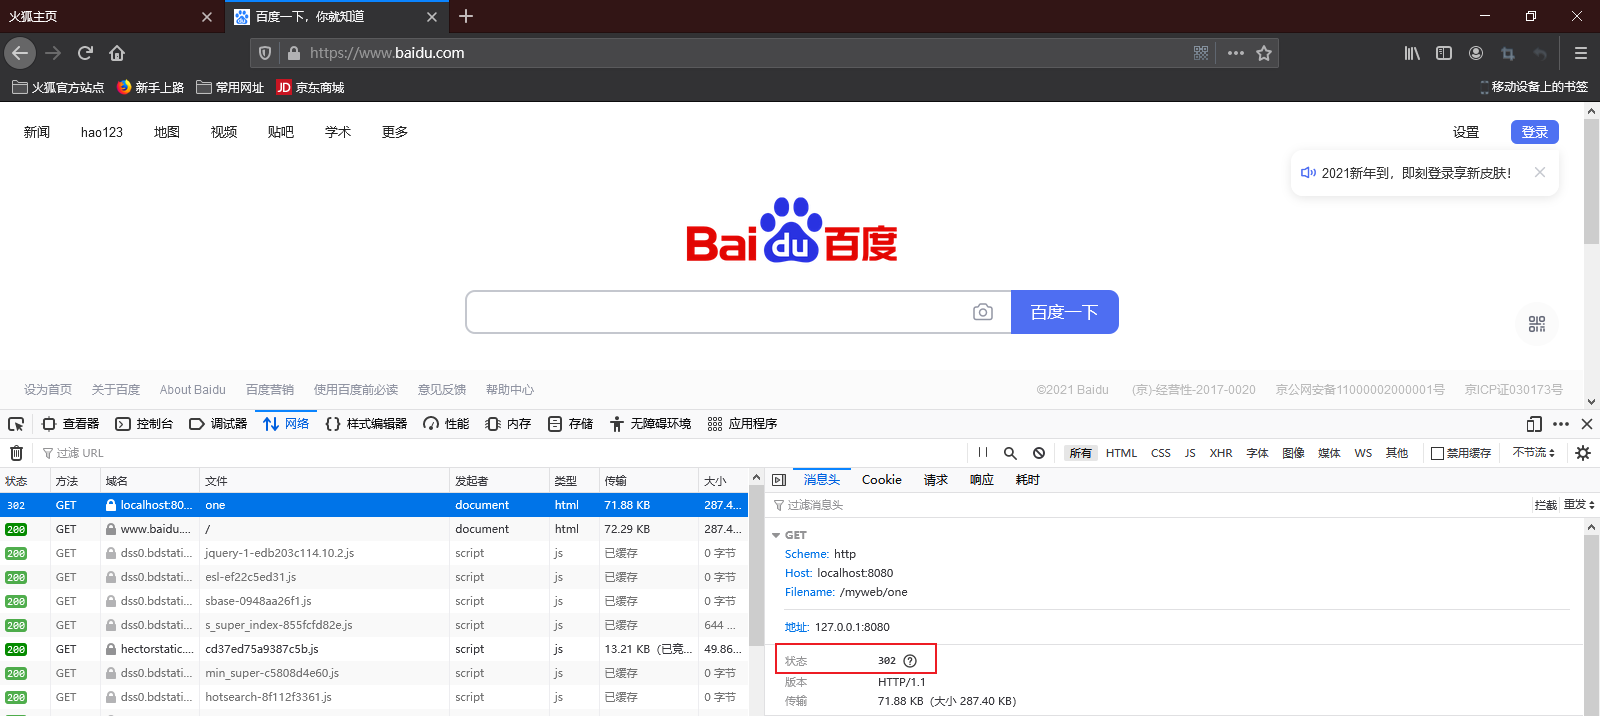 火狐主页
百度一下，你就知道
https://www.baidu.com
火狐官方站点 新手上路 常用网址 JD 京东商城 移动设备上的书签
新闻 hao123 地图 视频 贴吧 学术 更多 设置 登录
2021新年到，即刻登录享新皮肤！
Bai du 百度
百度一下
设为首页 关于百度 About Baidu 百度营销 使用百度前必读 意见反馈 帮助中心 ©2021 Baidu (京)-经营性-2017-0020 京公网安备11000002000001号 京ICP证030173号
查看器 控制台 调试器 网络 样式编辑器 性能 内存 存储 无障碍环境 应用程序
过滤 URL 所有 HTML CSS JS XHR 字体 图像 媒体 WS 其他 禁用缓存 不节流
状态 方法 域名 文件 发起者 类型 传输 大小
302 GET localhost:80... one document html 71.88 KB 287.4...
200 GET www.baidu.... / document html 72.29 KB 287.4...
200 GET dss0.bdstati... jquery-1-edb203c114.10.2.js script js 已缓存 0 字节
200 GET dss0.bdstati... esl-ef22c5ed31.js script js 已缓存 0 字节
200 GET dss0.bdstati... sbase-0948aa26f1.js script js 已缓存 0 字节
200 GET dss0.bdstati... s_super_index-855fcfd82e.js script js 已缓存 644 ...
200 GET hectorstatic.... cd37ed75a9387c5b.js script js 13.21 KB（已竞... 49.86...
200 GET dss0.bdstati... min_super-c5808d4e60.js script js 已缓存 0 字节
200 GET dss0.bdstati... hotsearch-8f112f3361.js script js 已缓存 0 字节
消息头 Cookie 请求 响应 耗时
过滤消息头 拦截 重发
GET
Scheme: http
Host: localhost:8080
Filename: /myweb/one
地址: 127.0.0.1:8080
状态 302
版本 HTTP/1.1
传输 71.88 KB（大小 287.40 KB）